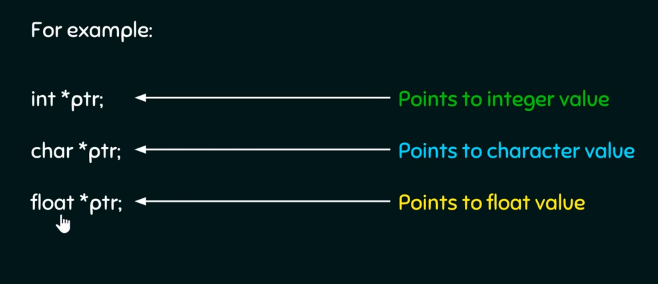 For example:
int *ptr; Points to integer value
char *ptr; Points to character value
float *ptr; Points to float value